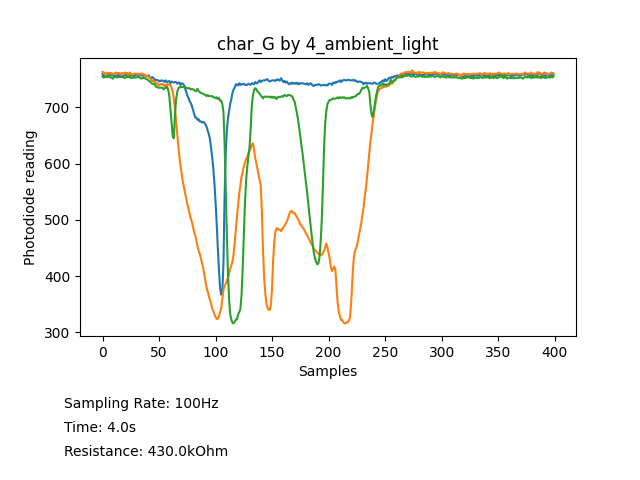 char_G by 4_ambient_light
Photodiode reading
700
600
500
400
300
0 50 100 150 200 250 300 350 400
Samples
Sampling Rate: 100Hz
Time: 4.0s
Resistance: 430.0kOhm